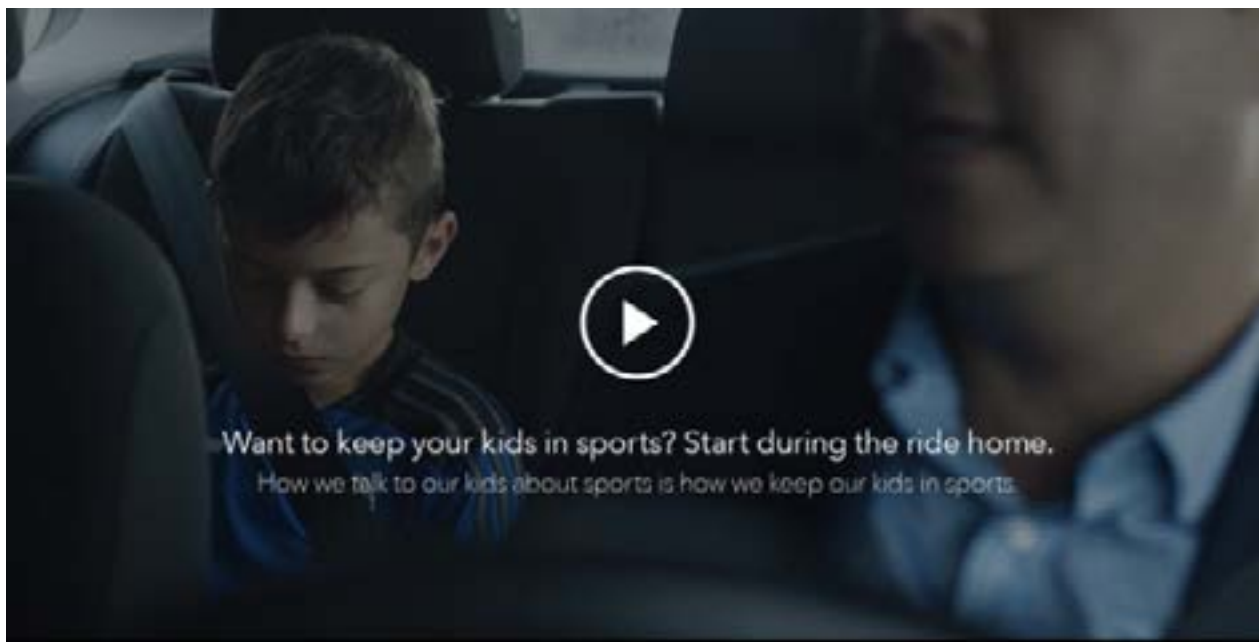 Want to keep your kids in sports? Start during the ride home.
How we talk to our kids about sports is how we keep our kids in sports.